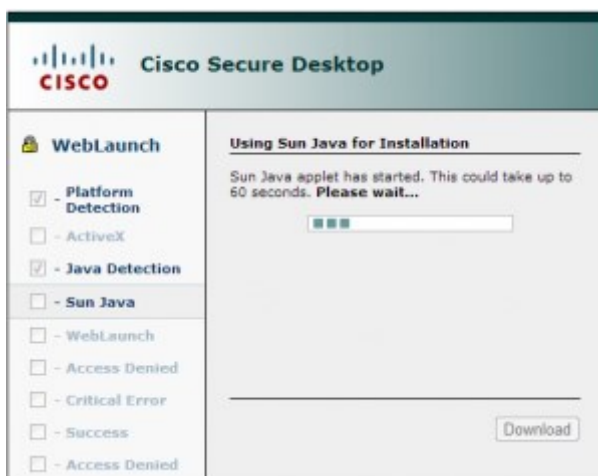 CISCO
Cisco Secure Desktop
WebLaunch
- Platform
Detection
- ActiveX
- Java Detection
- Sun Java
- WebLaunch
- Access Denied
- Critical Error
- Success
- Access Denied
Using Sun Java for Installation
Sun Java applet has started. This could take up to
60 seconds. Please wait...
Download